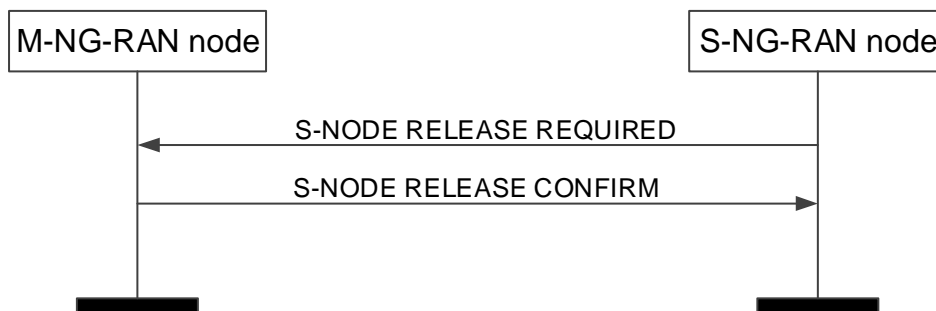 M-NG-RAN node
S-NG-RAN node
S-NODE RELEASE REQUIRED
S-NODE RELEASE CONFIRM